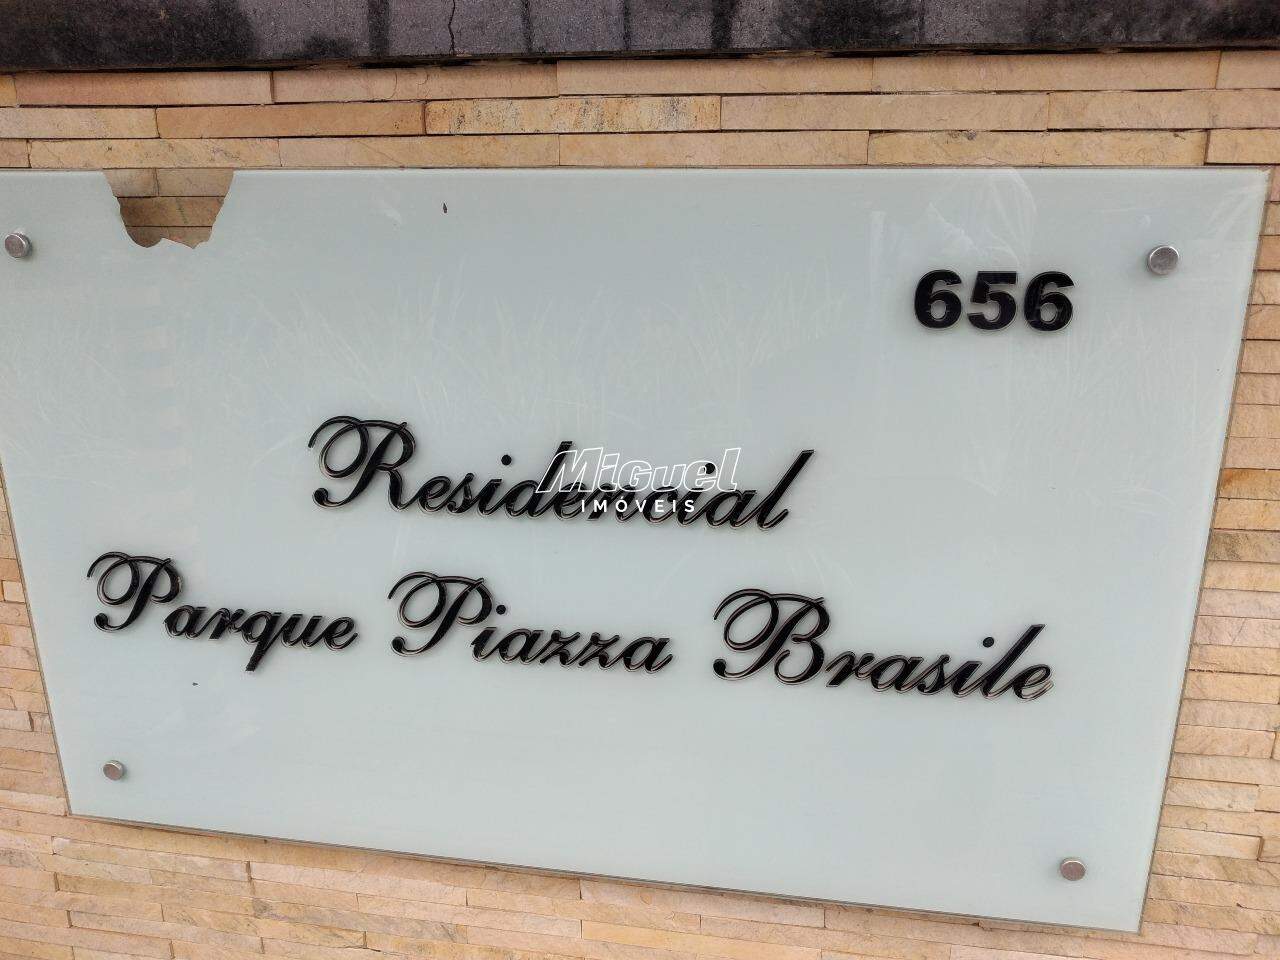 656
Residencial
Miguel
IMÓVEIS
Parque Piazza Brasile